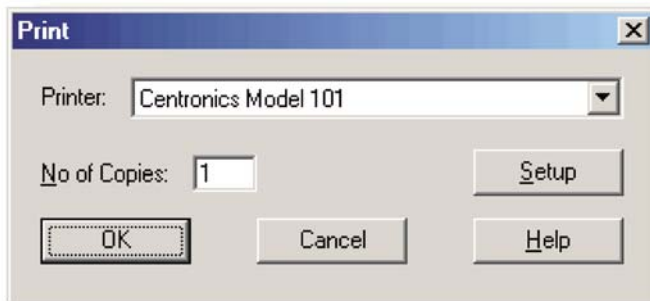 Print
Printer: Centronics Model 101
No of Copies: 1 Setup
OK Cancel Help